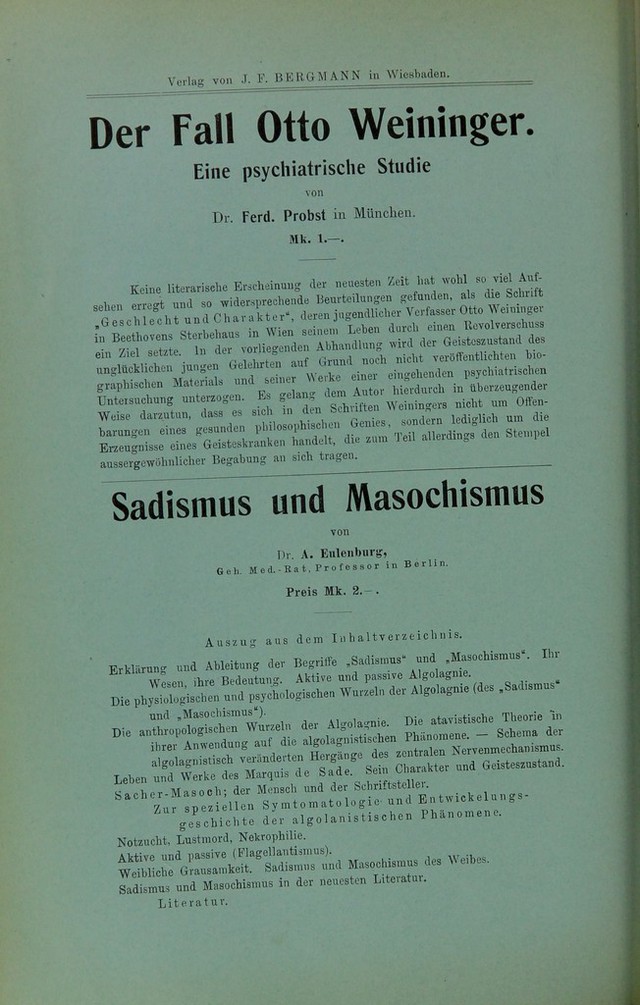 Verlag von J. F. BERGMANN in Wiesbaden.
Der Fall Otto Weininger.
Eine psychiatrische Studie
von
Dr. Ferd. Probst in München.
Mk. 1.—.
Keine literarische Erscheinung der neuesten Zeit hat wohl so viel Auf-
sehen erregt und so widersprechende Beurteilungen gefunden, als die Schrift
„Geschlecht und Charakter“, deren jugendlicher Verfasser Otto Weininger
in Beethovens Sterbehaus in Wien seinem Leben durch einen Revolverschuss
ein Ziel setzte. In der vorliegenden Abhandlung wird der Geisteszustand des
unglücklichen jungen Gelehrten auf Grund noch nicht veröffentlichten bio-
graphischen Materials und seiner Werke einer eingehenden psychiatrischen
Untersuchung unterzogen. Es gelang dem Autor hierdurch in überzeugender
Weise darzutun, dass es sich in den Schriften Weiningers nicht um Offen-
barungen eines gesunden philosophischen Genies, sondern lediglich um die
Erzeugnisse eines Geisteskranken handelt, die zum Teil allerdings den Stempel
aussergewöhnlicher Begabung an sich tragen.
Sadismus und Masochismus
von
Dr. A. Eulenburg,
Geh. Med.-Rat, Professor in Berlin.
Preis Mk. 2.—.
Auszug aus dem Inhaltverzeichnis.
Erklärung und Ableitung der Begriffe „Sadismus“ und „Masochismus“. Ihr
Wesen, ihre Bedeutung. Aktive und passive Algolagnie.
Die physiologischen und psychologischen Wurzeln der Algolagnie (des „Sadismus“
und „Masochismus“).
Die anthropologischen Wurzeln der Algolagnie. Die atavistische Theorie in
ihrer Anwendung auf die algolagnistischen Phänomene. — Schema der
algolagnistisch veränderten Hergänge des zentralen Nervenmechanismus.
Leben und Werke des Marquis de Sade. Sein Charakter und Geisteszustand.
Sacher-Masoch; der Mensch und der Schriftsteller.
Zur speziellen Symtomatologie und Entwickelungs-
geschichte der algolanistischen Phänomene.
Notzucht, Lustmord, Nekrophilie.
Aktive und passive (Flagellantismus).
Weibliche Grausamkeit. Sadismus und Masochismus des Weibes.
Sadismus und Masochismus in der neuesten Literatur.
Literatur.